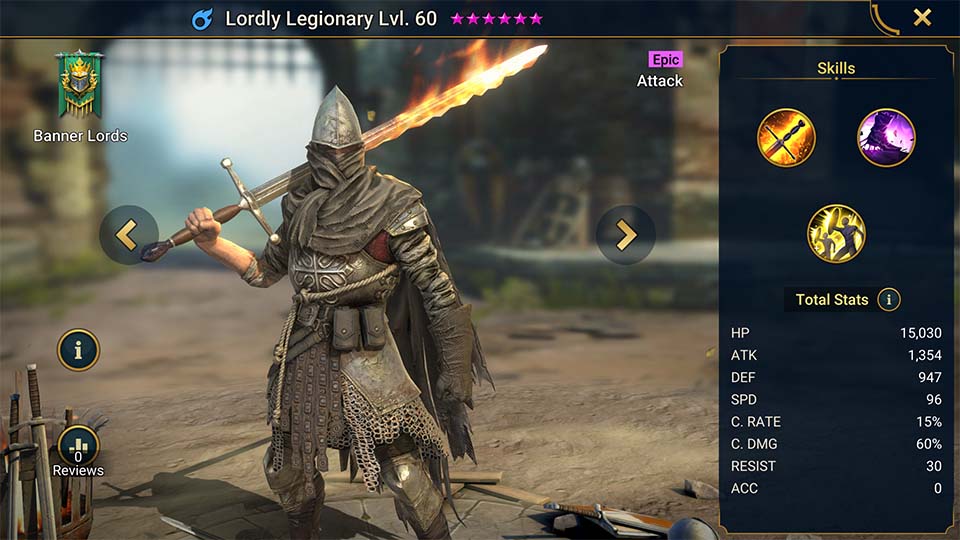 Lordly Legionary Lvl. 60
Banner Lords
Epic
Attack
i
0
Reviews
Skills
Total Stats i
HP 15,030
ATK 1,354
DEF 947
SPD 96
C. RATE 15%
C. DMG 60%
RESIST 30
ACC 0